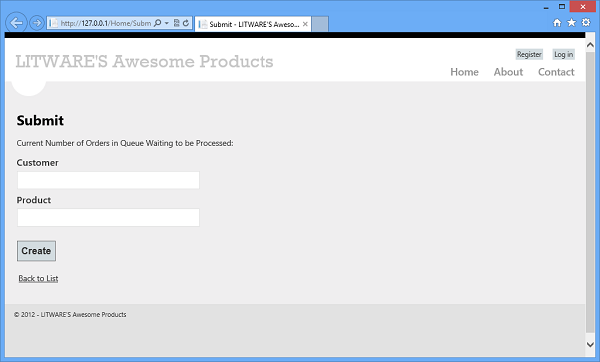 http://127.0.0.1/Home/Subm
Submit - LITWARE'S Aweso...
Register
Log in
LITWARE'S Awesome Products
Home
About
Contact
Submit
Current Number of Orders in Queue Waiting to be Processed:
Customer
Product
Create
Back to List
© 2012 - LITWARE'S Awesome Products